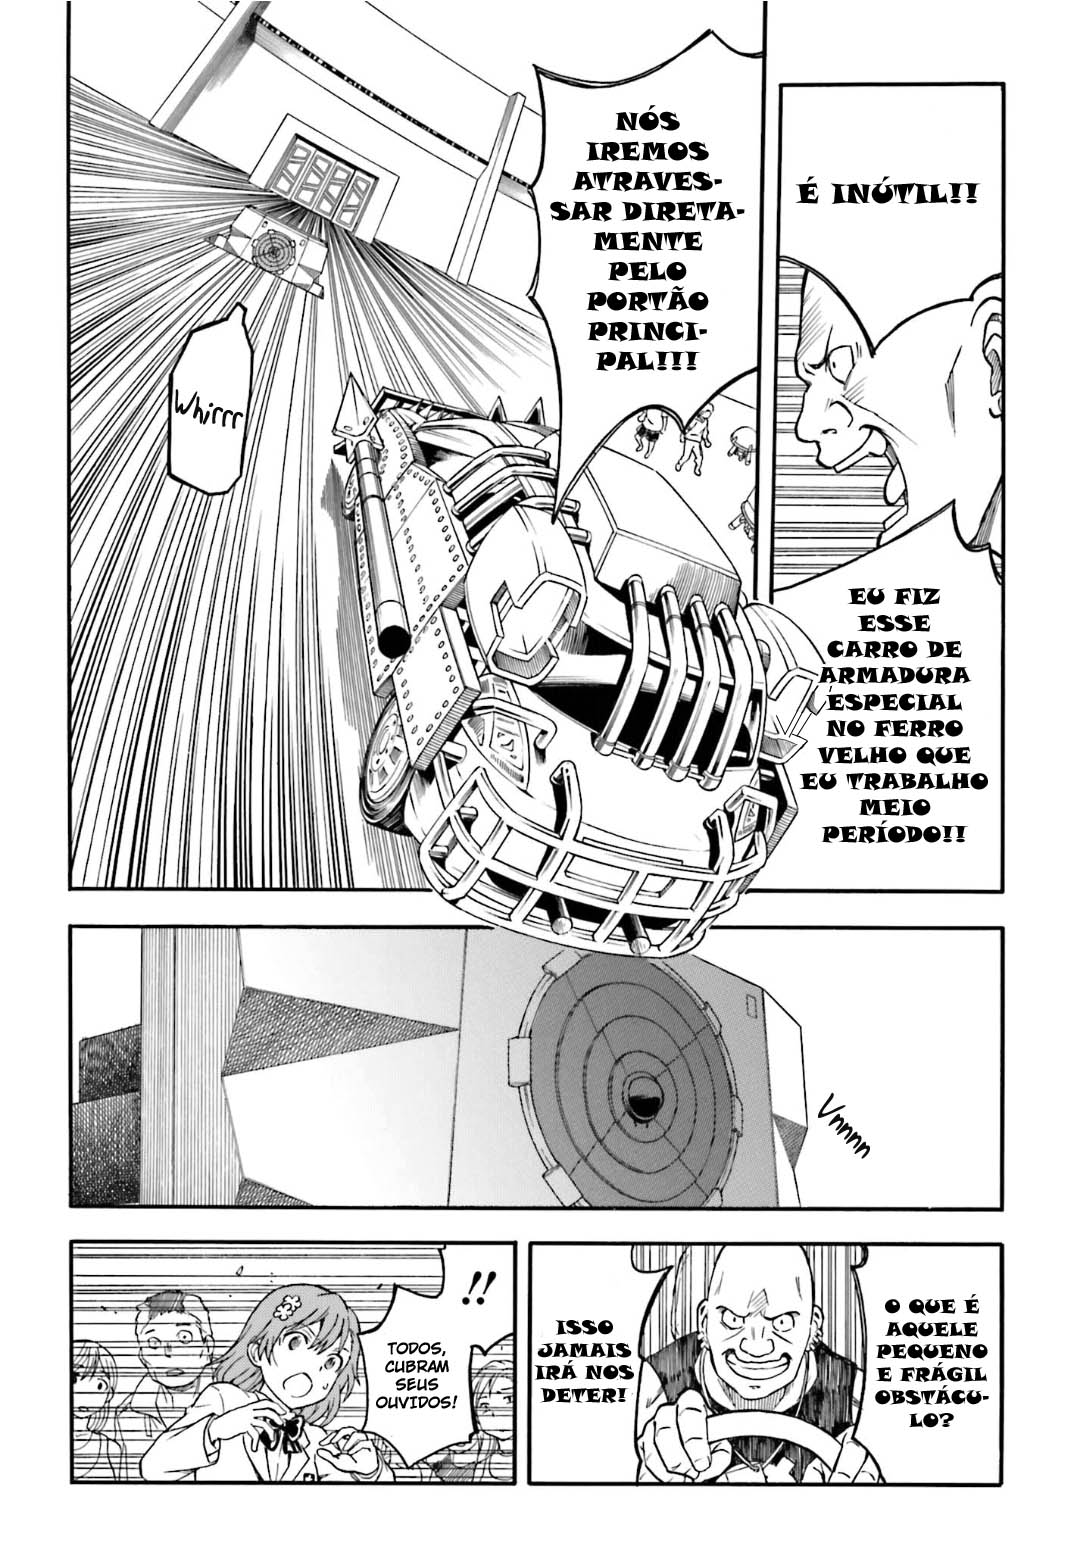 É INÚTIL!!
EU FIZ
ESSE
CARRO DE
ARMADURA
ESPECIAL
NO FERRO
VELHO QUE
EU TRABALHO
MEIO
PERÍODO!!
NÓS
IREMOS
ATRAVES-
SAR DIRETA-
MENTE
PELO
PORTÃO
PRINCI-
PAL!!!
Whirrr
Vnnnnn
O QUE É
AQUELE
PEQUENO
E FRÁGIL
OBSTÁCU-
LO?
ISSO
JAMAIS
IRÁ NOS
DETER!
!!
TODOS,
CUBRAM
SEUS
OUVIDOS!